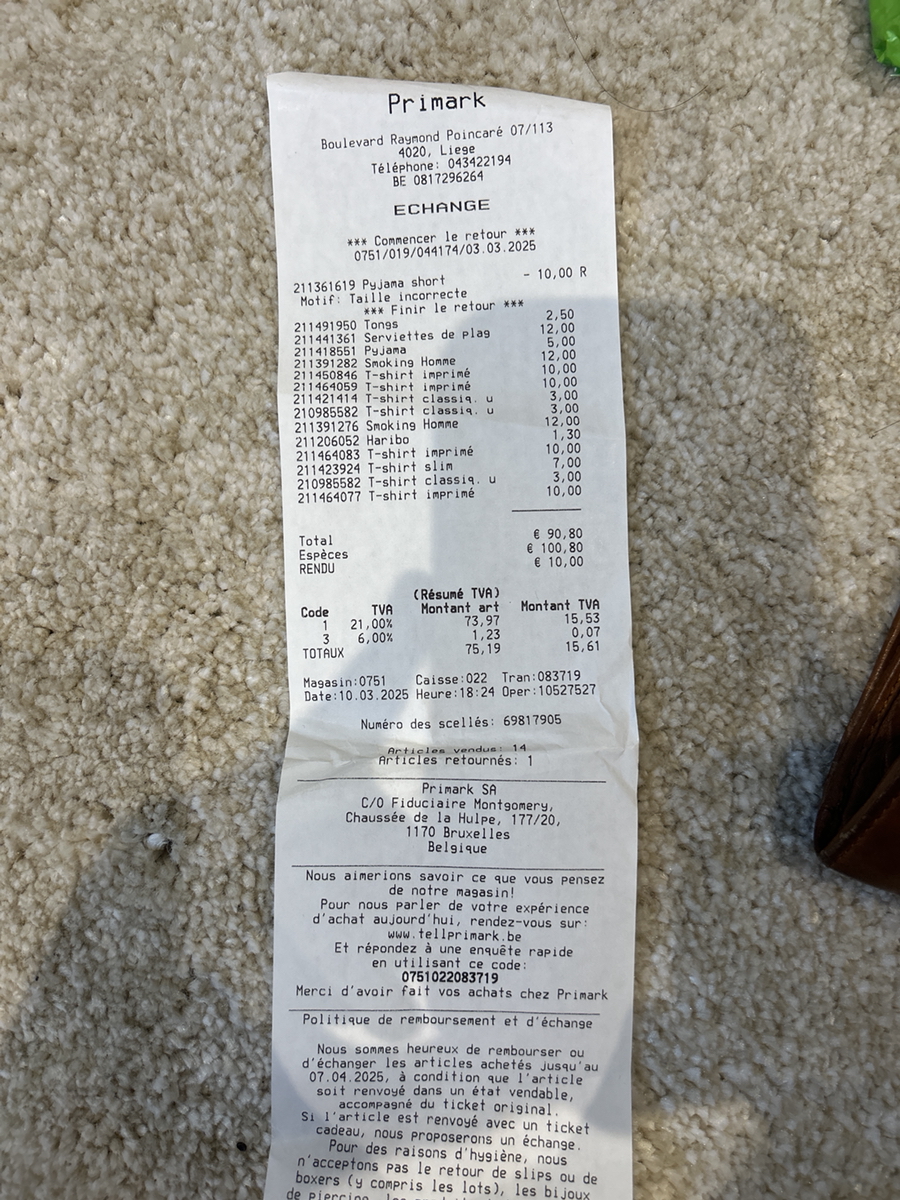 Primark
Boulevard Raymond Poincaré 07/113
4020, Liege
Téléphone: 043422194
BE 0817296264
ECHANGE
*** Commencer le retour ***
0751/019/044174/03.03.2025
211361619 Pyjama short - 10,00 R
Motif: Taille incorrecte
*** Finir le retour ***
211491950 Tongs 2,50
211441361 Serviettes de plag 12,00
211418551 Pyjama 5,00
211391282 Smoking Homme 12,00
211450846 T-shirt imprimé 10,00
211464059 T-shirt imprimé 10,00
211421414 T-shirt classiq. u 3,00
210985582 T-shirt classiq. u 3,00
211391276 Smoking Homme 12,00
211206052 Haribo 1,30
211464083 T-shirt imprimé 10,00
211423924 T-shirt slim 7,00
210985582 T-shirt classiq. u 3,00
211464077 T-shirt imprimé 10,00
Total € 90,80
Espèces € 100,80
RENDU € 10,00
(Résumé TVA)
Code TVA Montant art Montant TVA
1 21,00% 73,97 15,53
3 6,00% 1,23 0,07
TOTAUX 75,19 15,61
Magasin:0751 Caisse:022 Tran:083719
Date:10.03.2025 Heure:18:24 Oper:10527527
Numéro des scellés: 69817905
Articles vendus: 14
Articles retournés: 1
Primark SA
C/O Fiduciaire Montgomery,
Chaussée de la Hulpe, 177/20,
1170 Bruxelles
Belgique
Nous aimerions savoir ce que vous pensez
de notre magasin!
Pour nous parler de votre expérience
d'achat aujourd'hui, rendez-vous sur:
www.tellprimark.be
Et répondez à une enquête rapide
en utilisant ce code:
0751022083719
Merci d'avoir fait vos achats chez Primark
Politique de remboursement et d'échange
Nous sommes heureux de rembourser ou
d'échanger les articles achetés jusqu'au
07.04.2025, à condition que l'article
soit renvoyé dans un état vendable,
accompagné du ticket original.
Si l'article est renvoyé avec un ticket
cadeau, nous proposerons un échange.
Pour des raisons d'hygiène, nous
n'acceptons pas le retour de slips ou de
boxers (y compris les lots), les bijoux
de piercing, les